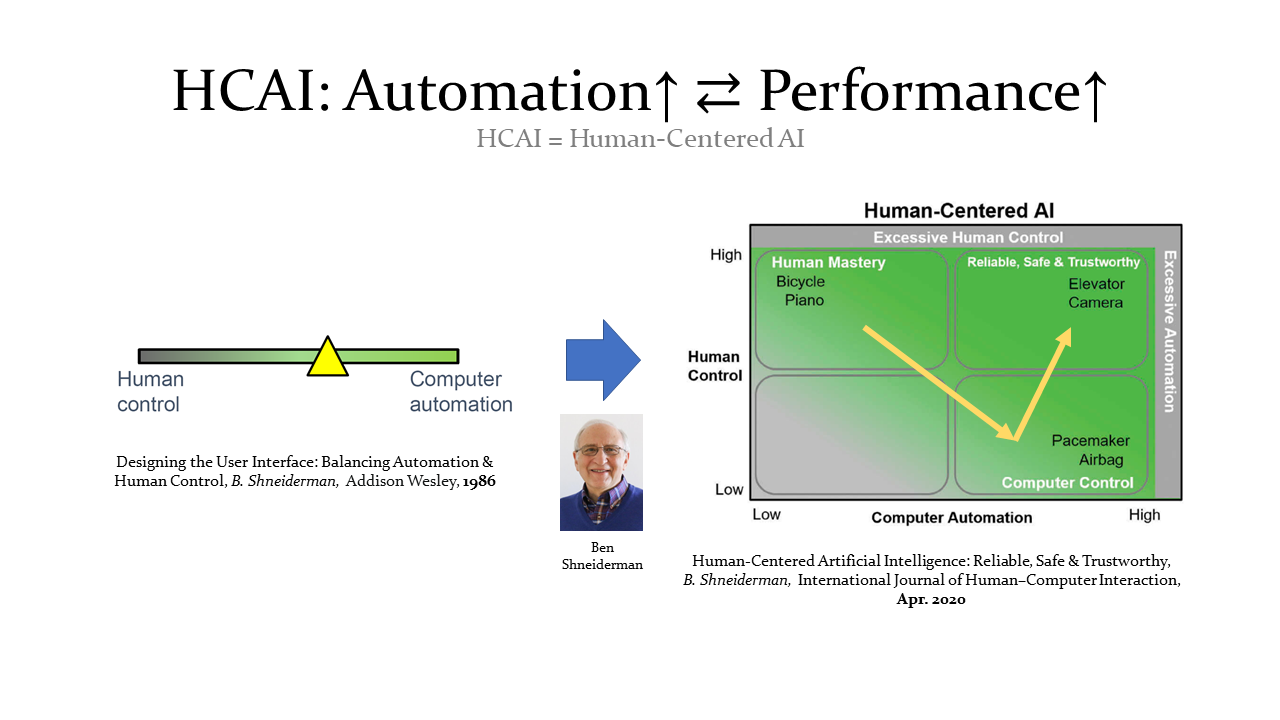 HCAI: Automation↑ ⇄ Performance↑
HCAI = Human-Centered AI
Human
control
Computer
automation
Designing the User Interface: Balancing Automation &
Human Control, B. Shneiderman, Addison Wesley, 1986
Ben
Shneiderman
Human-Centered AI
Excessive Human Control
High
Human Mastery
Bicycle
Piano
Reliable, Safe & Trustworthy
Elevator
Camera
Excessive Automation
Human
Control
Pacemaker
Airbag
Computer Control
Low
Low
Computer Automation
High
Human-Centered Artificial Intelligence: Reliable, Safe & Trustworthy,
B. Shneiderman, International Journal of Human–Computer Interaction,
Apr. 2020